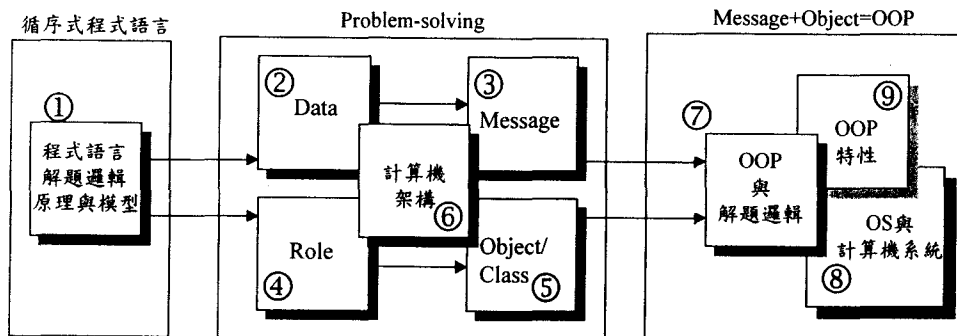 循序式程式語言
Problem-solving
Message+Object=OOP
①
程式語言
解題邏輯
原理與模型
②
Data
③
Message
計算機
架構
⑥
Role
④
Object/
Class
⑤
⑦
OOP
與
解題邏輯
⑨
OOP
特性
OS與
計算機系統
⑧